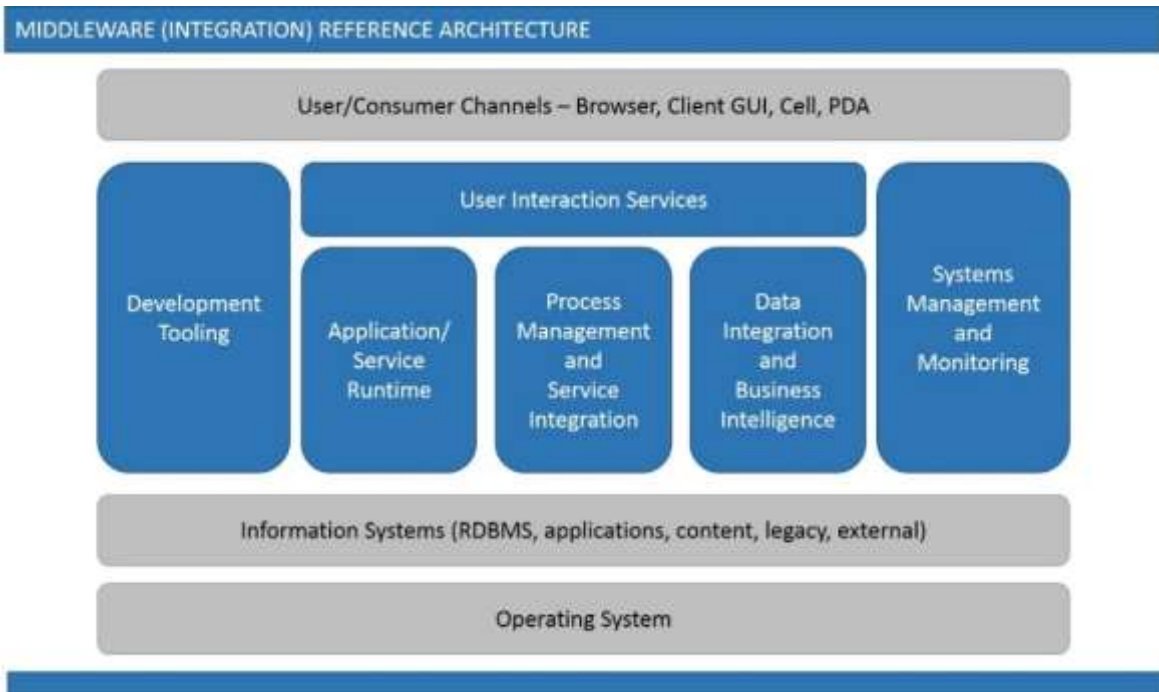 MIDDLEWARE (INTEGRATION) REFERENCE ARCHITECTURE
User/Consumer Channels – Browser, Client GUI, Cell, PDA
Development
Tooling
User Interaction Services
Application/
Service
Runtime
Process
Management
and
Service
Integration
Data
Integration
and
Business
Intelligence
Systems
Management
and
Monitoring
Information Systems (RDBMS, applications, content, legacy, external)
Operating System